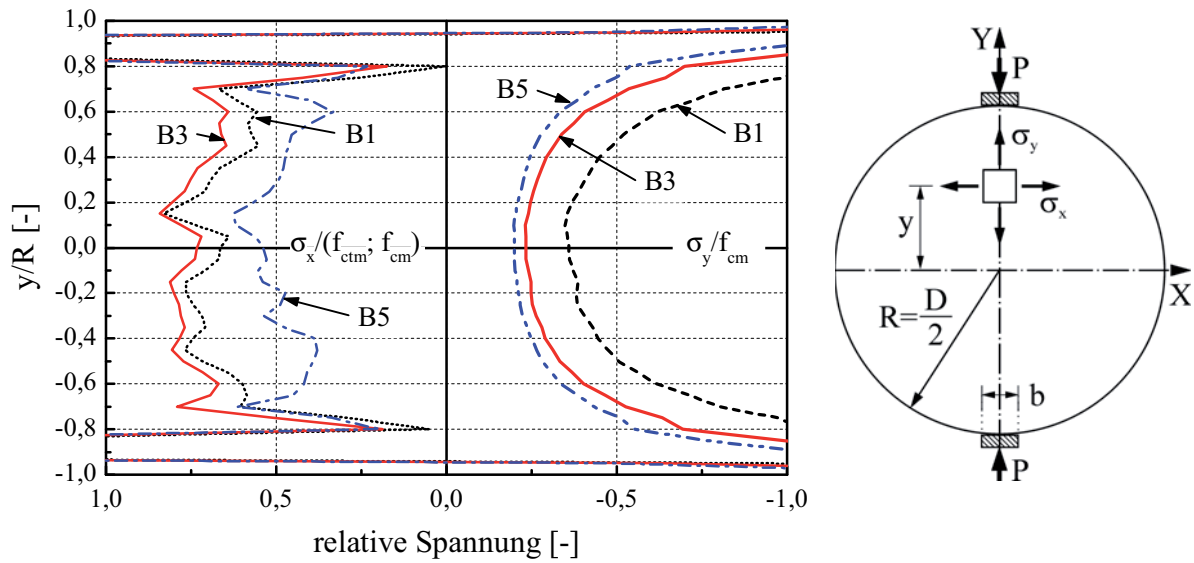 1,0
0,8
0,6
0,4
0,2
0,0
-0,2
-0,4
-0,6
-0,8
-1,0
y/R [-]
1,0 0,5 0,0 -0,5 -1,0
relative Spannung [-]
B3
B1
B5
σx/(fctm; fcm)
B5
B3
B1
σy/fcm
Y
P
σy
σx
y
X
R=D/2
b
P